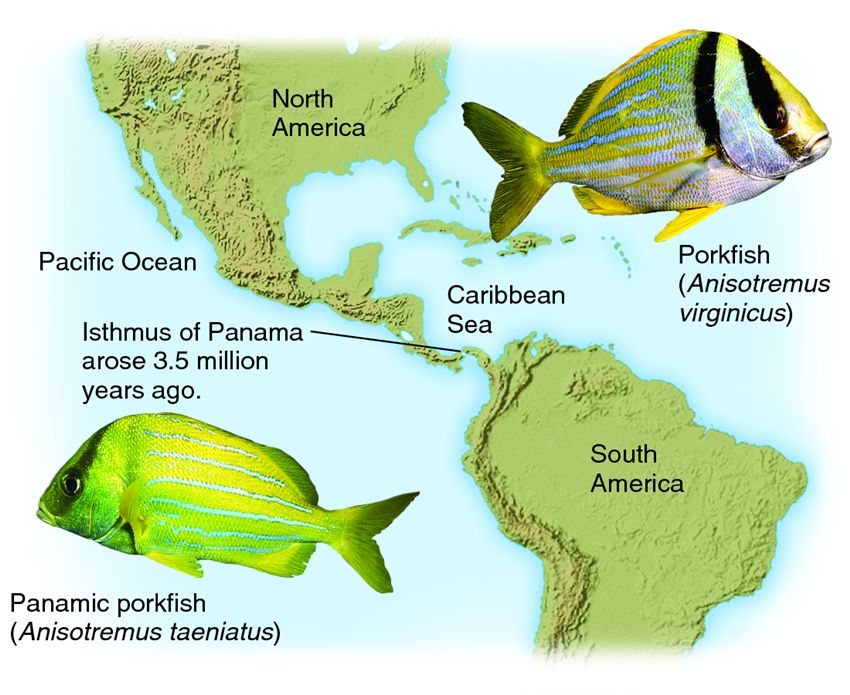 North
America
Pacific Ocean
Porkfish
(Anisotremus
virginicus)
Caribbean
Sea
Isthmus of Panama
arose 3.5 million
years ago.
South
America
Panamic porkfish
(Anisotremus taeniatus)